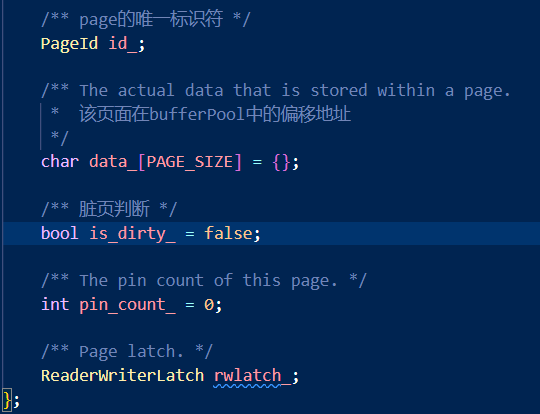 /** page的唯一标识符 */
PageId id_;
/** The actual data that is stored within a page.
* 该页面在bufferPool中的偏移地址
*/
char data_[PAGE_SIZE] = {};
/** 脏页判断 */
bool is_dirty_ = false;
/** The pin count of this page. */
int pin_count_ = 0;
/** Page latch. */
ReaderWriterLatch rwlatch_;
};